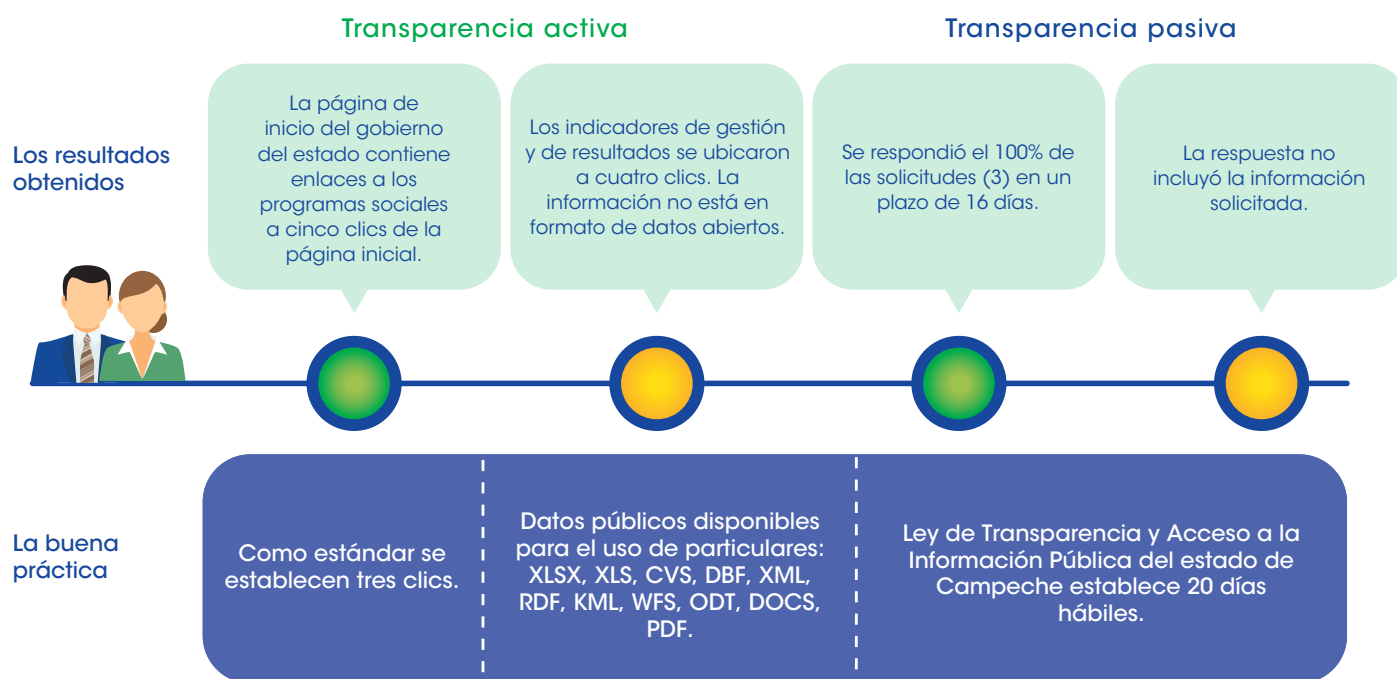 Transparencia activa
Transparencia pasiva
Los resultados
obtenidos
La página de
inicio del gobierno
del estado contiene
enlaces a los
programas sociales
a cinco clics de la
página inicial.
Los indicadores de gestión
y de resultados se ubicaron
a cuatro clics. La
información no está en
formato de datos abiertos.
Se respondió el 100% de
las solicitudes (3) en un
plazo de 16 días.
La respuesta no
incluyó la información
solicitada.
La buena
práctica
Como estándar se
establecen tres clics.
Datos públicos disponibles
para el uso de particulares:
XLSX, XLS, CVS, DBF, XML,
RDF, KML, WFS, ODT, DOCS,
PDF.
Ley de Transparencia y Acceso a la
Información Pública del estado de
Campeche establece 20 días
hábiles.